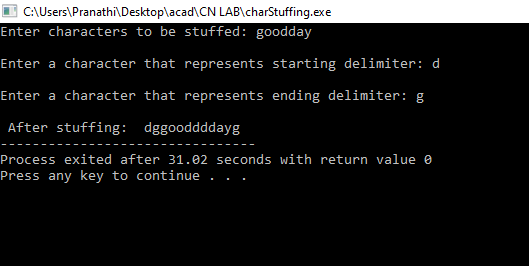 C:\Users\Pranathi\Desktop\acad\CN LAB\charStuffing.exe
Enter characters to be stuffed: goodday
Enter a character that represents starting delimiter: d
Enter a character that represents ending delimiter: g
After stuffing:  dggooddddayg
--------------------------------
Process exited after 31.02 seconds with return value 0
Press any key to continue . . .